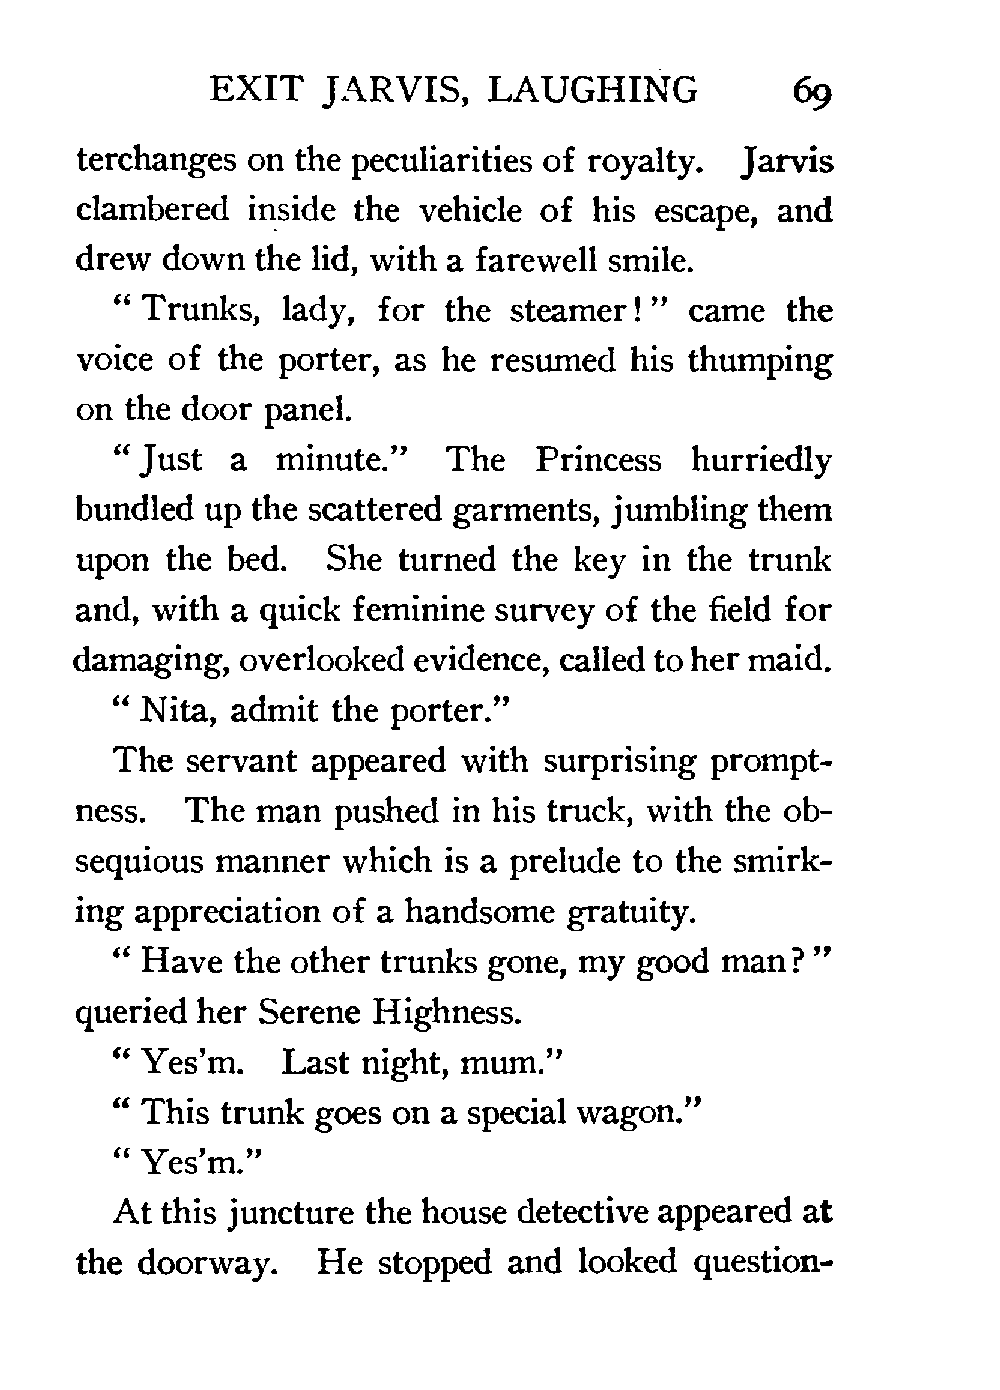 EXIT JARVIS, LAUGHING 69
terchanges on the peculiarities of royalty. Jarvis
clambered inside the vehicle of his escape, and
drew down the lid, with a farewell smile.
“ Trunks, lady, for the steamer! ” came the
voice of the porter, as he resumed his thumping
on the door panel.
“ Just a minute.” The Princess hurriedly
bundled up the scattered garments, jumbling them
upon the bed. She turned the key in the trunk
and, with a quick feminine survey of the field for
damaging, overlooked evidence, called to her maid.
“ Nita, admit the porter.”
The servant appeared with surprising prompt-
ness. The man pushed in his truck, with the ob-
sequious manner which is a prelude to the smirk-
ing appreciation of a handsome gratuity.
“ Have the other trunks gone, my good man? ”
queried her Serene Highness.
“ Yes’m. Last night, mum.”
“ This trunk goes on a special wagon.”
“ Yes’m.”
At this juncture the house detective appeared at
the doorway. He stopped and looked question-